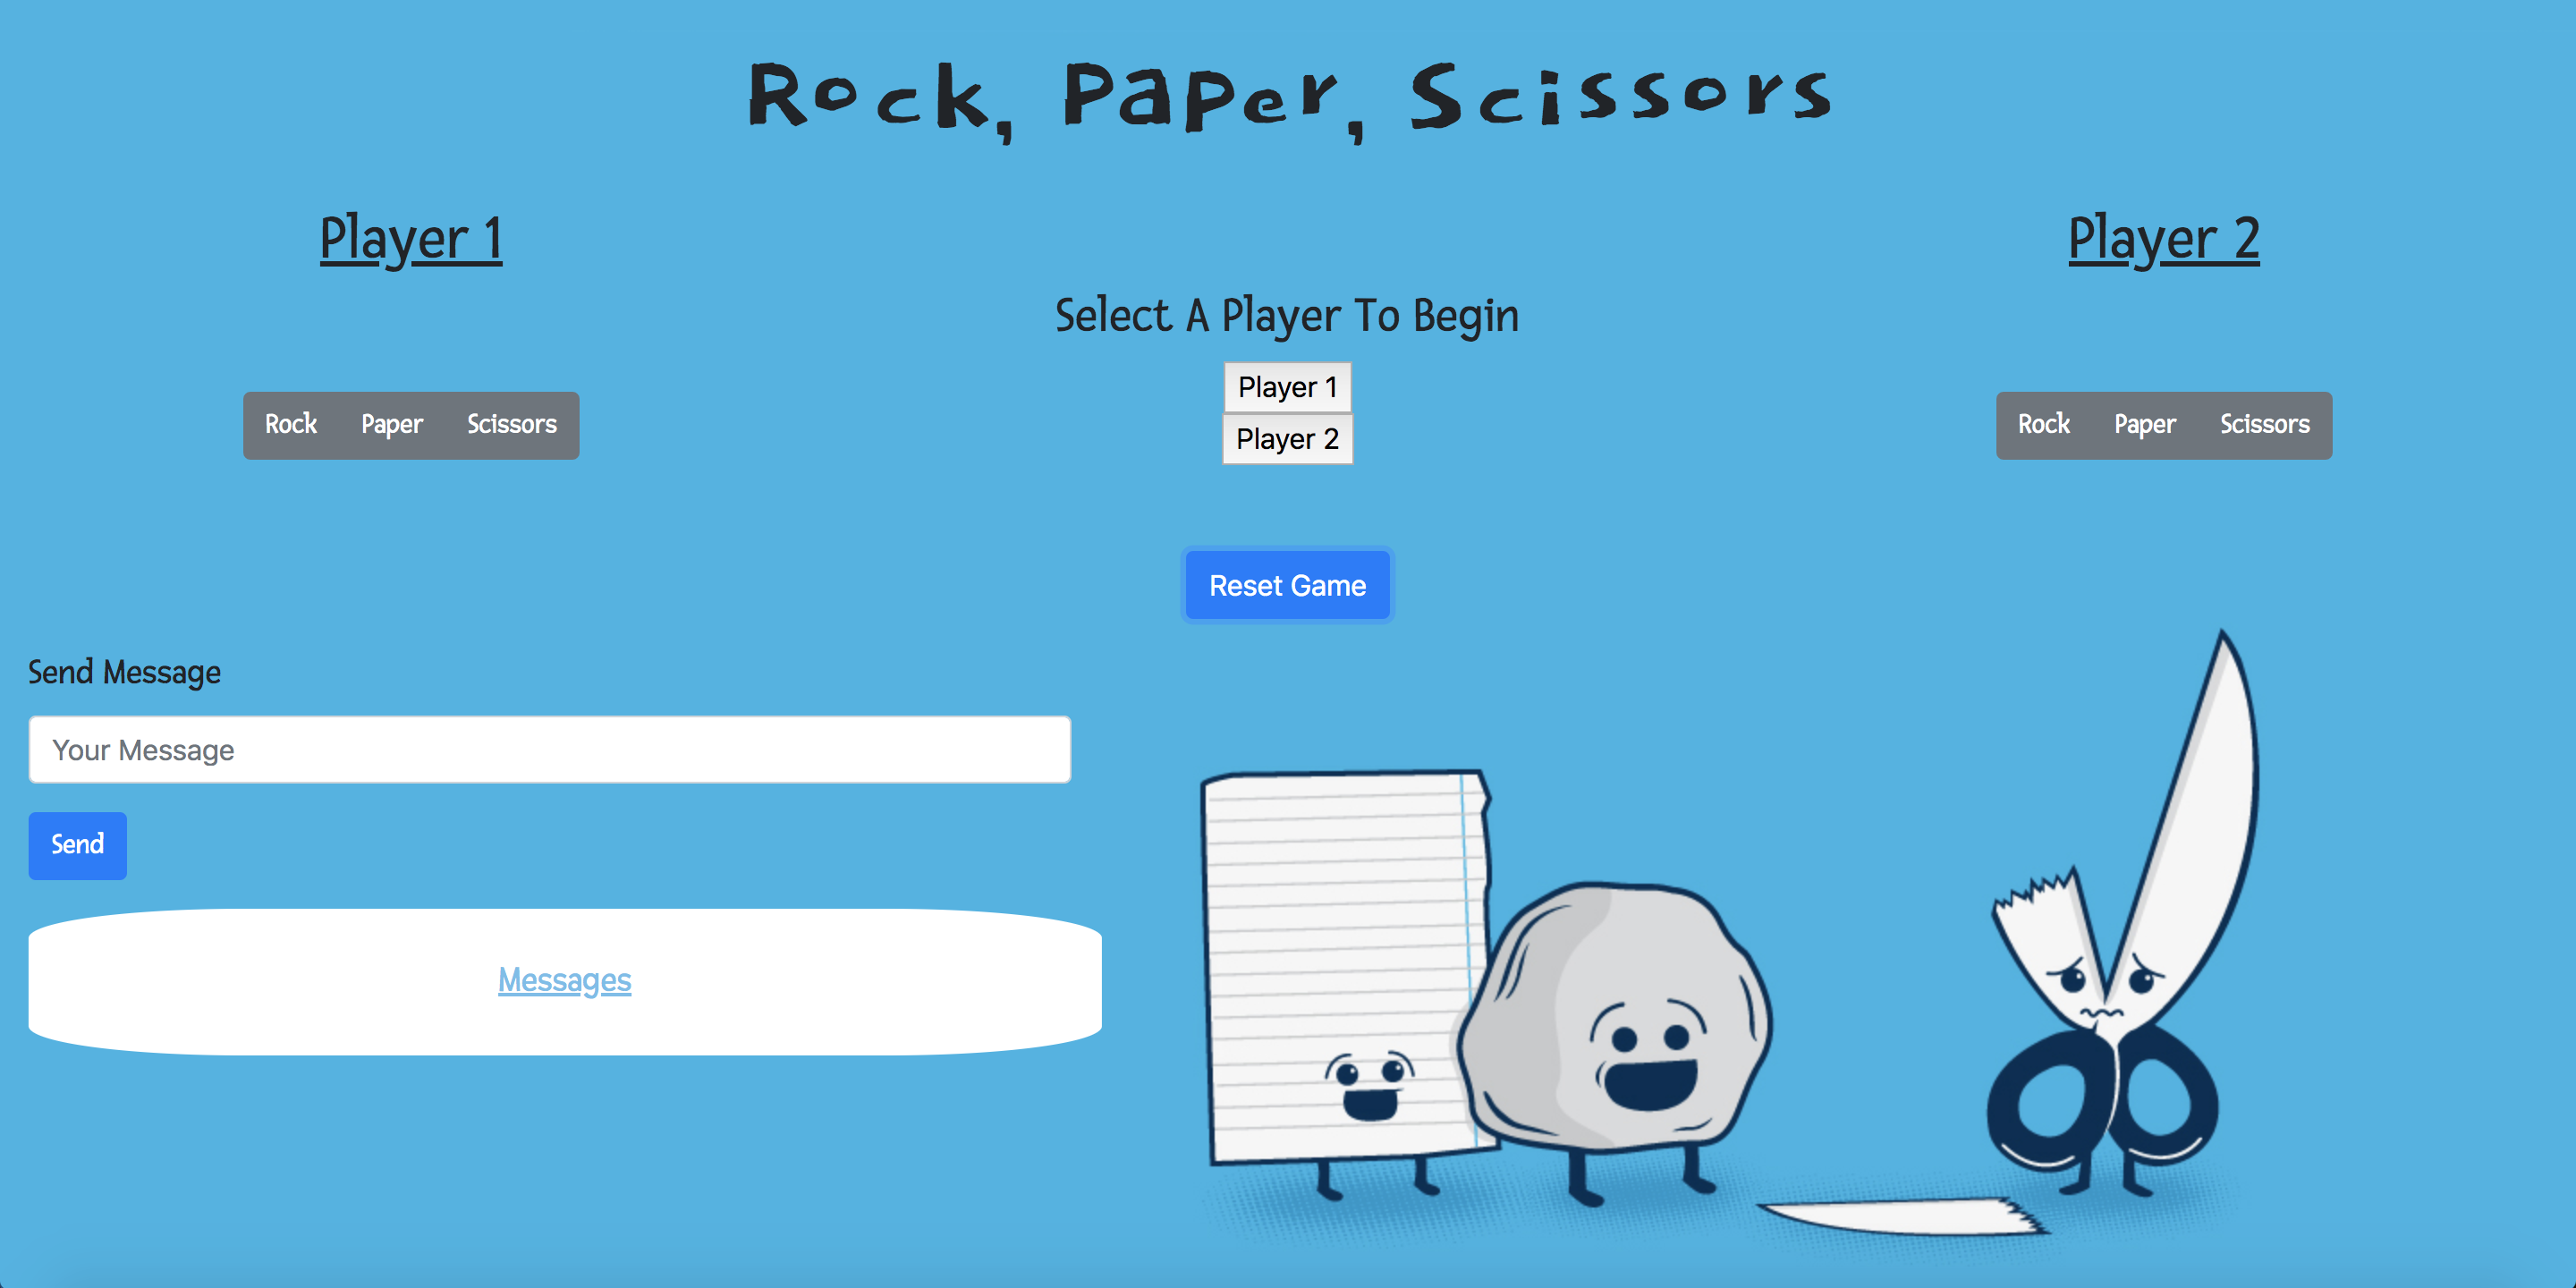 Rock, Paper, Scissors
Player 1
Player 2
Select A Player To Begin
Player 1
Player 2
Rock Paper Scissors
Rock Paper Scissors
Reset Game
Send Message
Your Message
Send
Messages